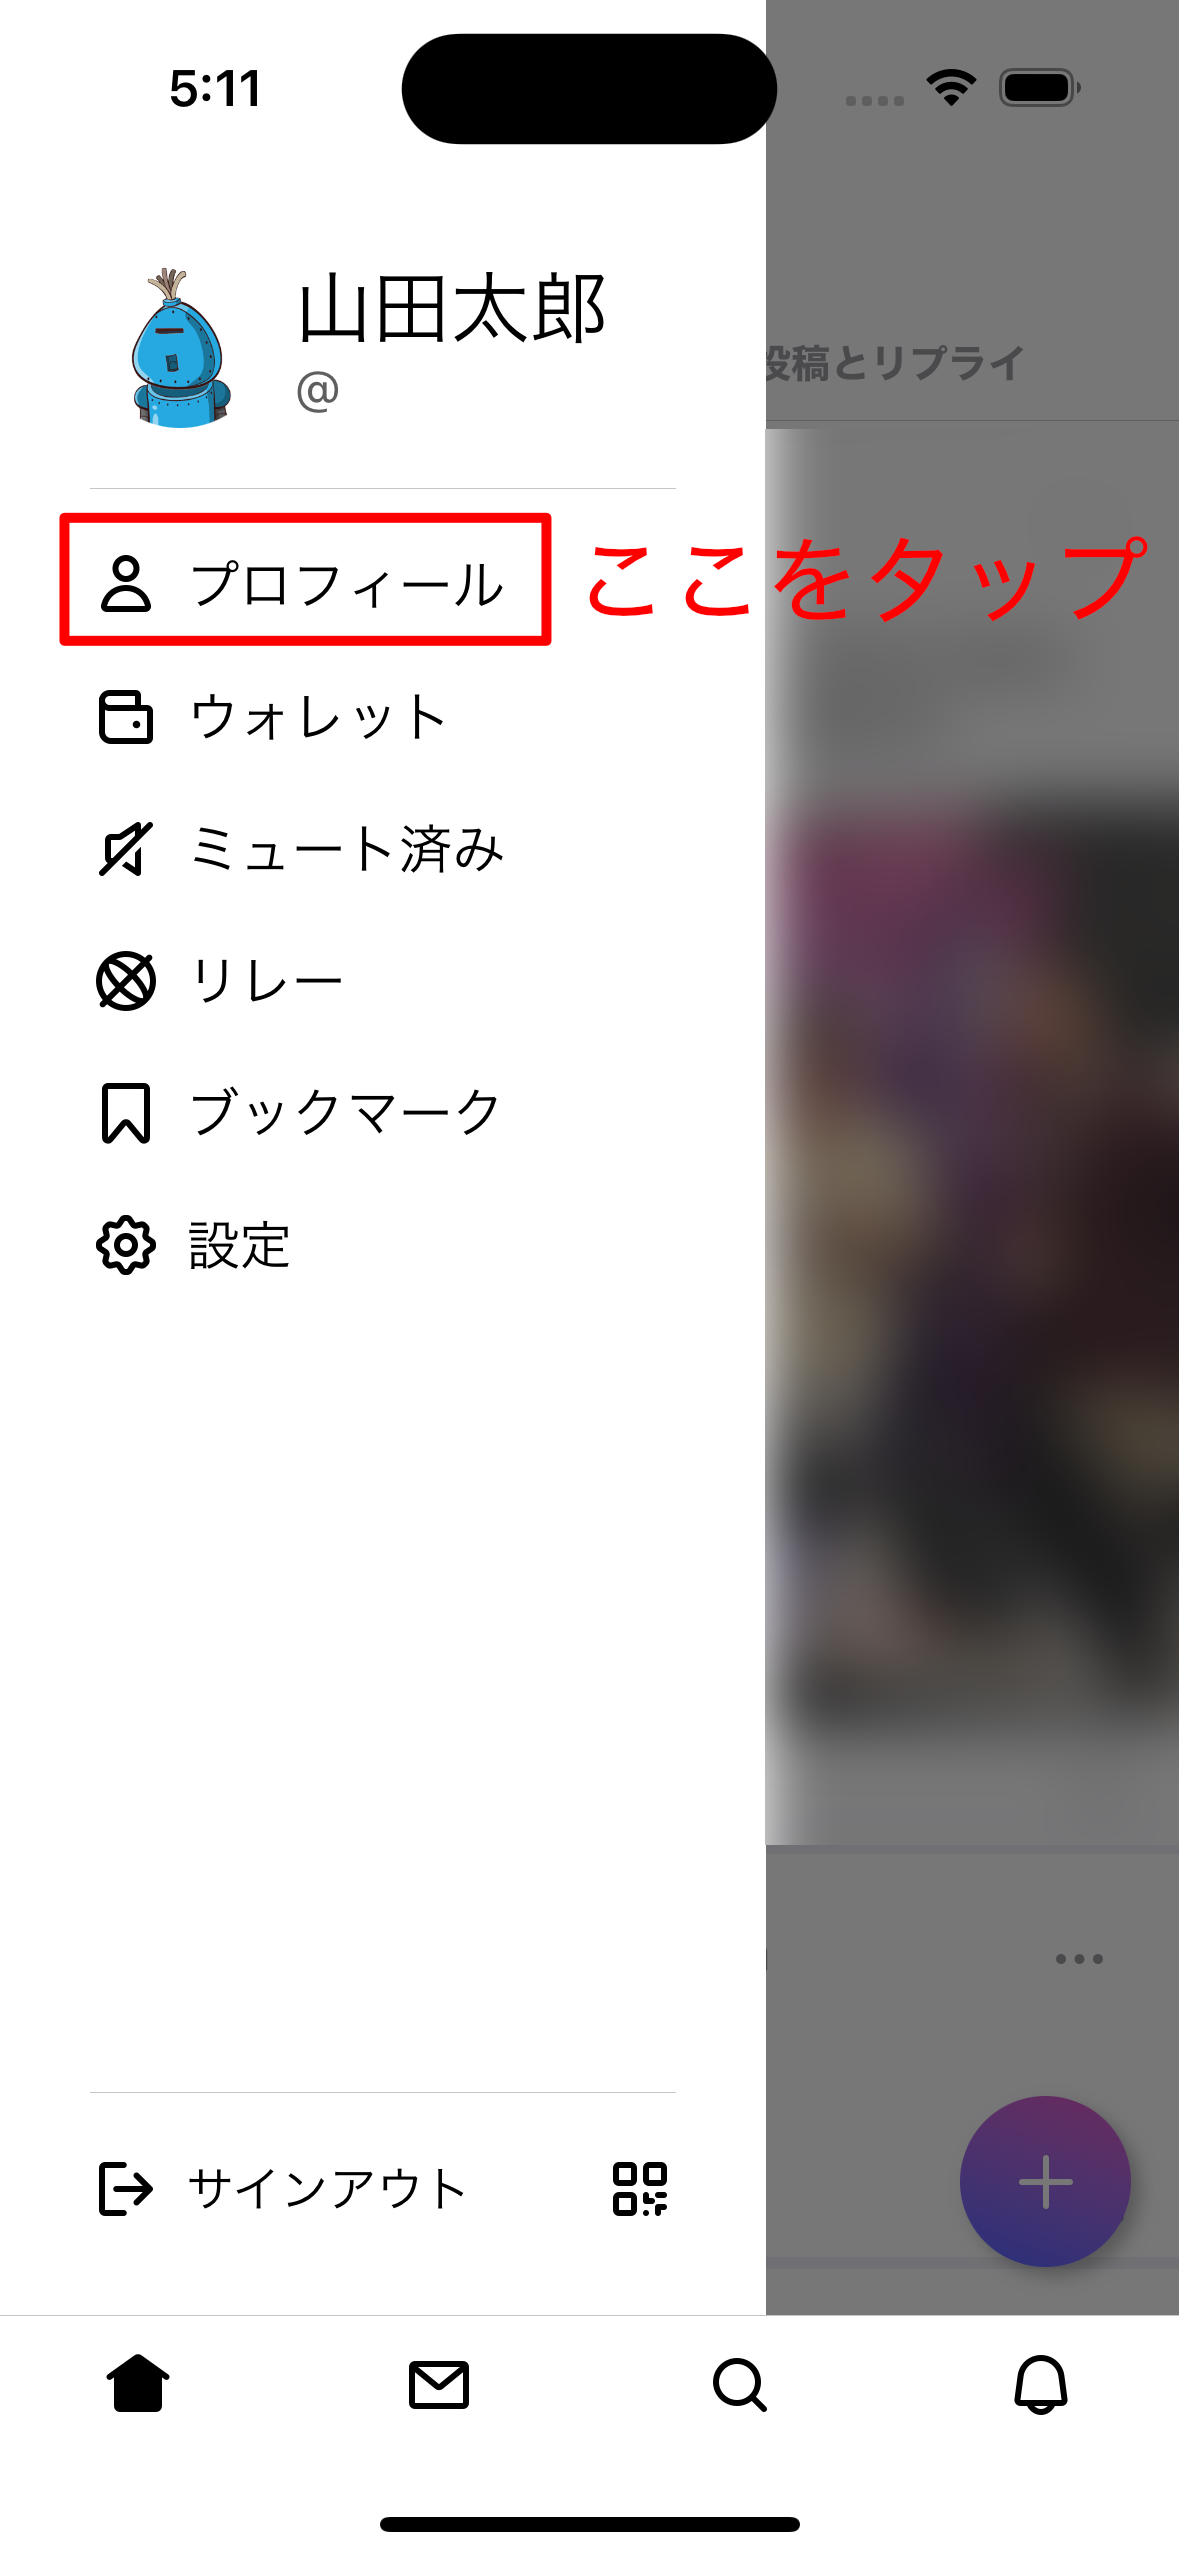 5:11
山田太郎
@
投稿とリプライ
プロフィール
ここをタップ
ウォレット
ミュート済み
リレー
ブックマーク
設定
サインアウト